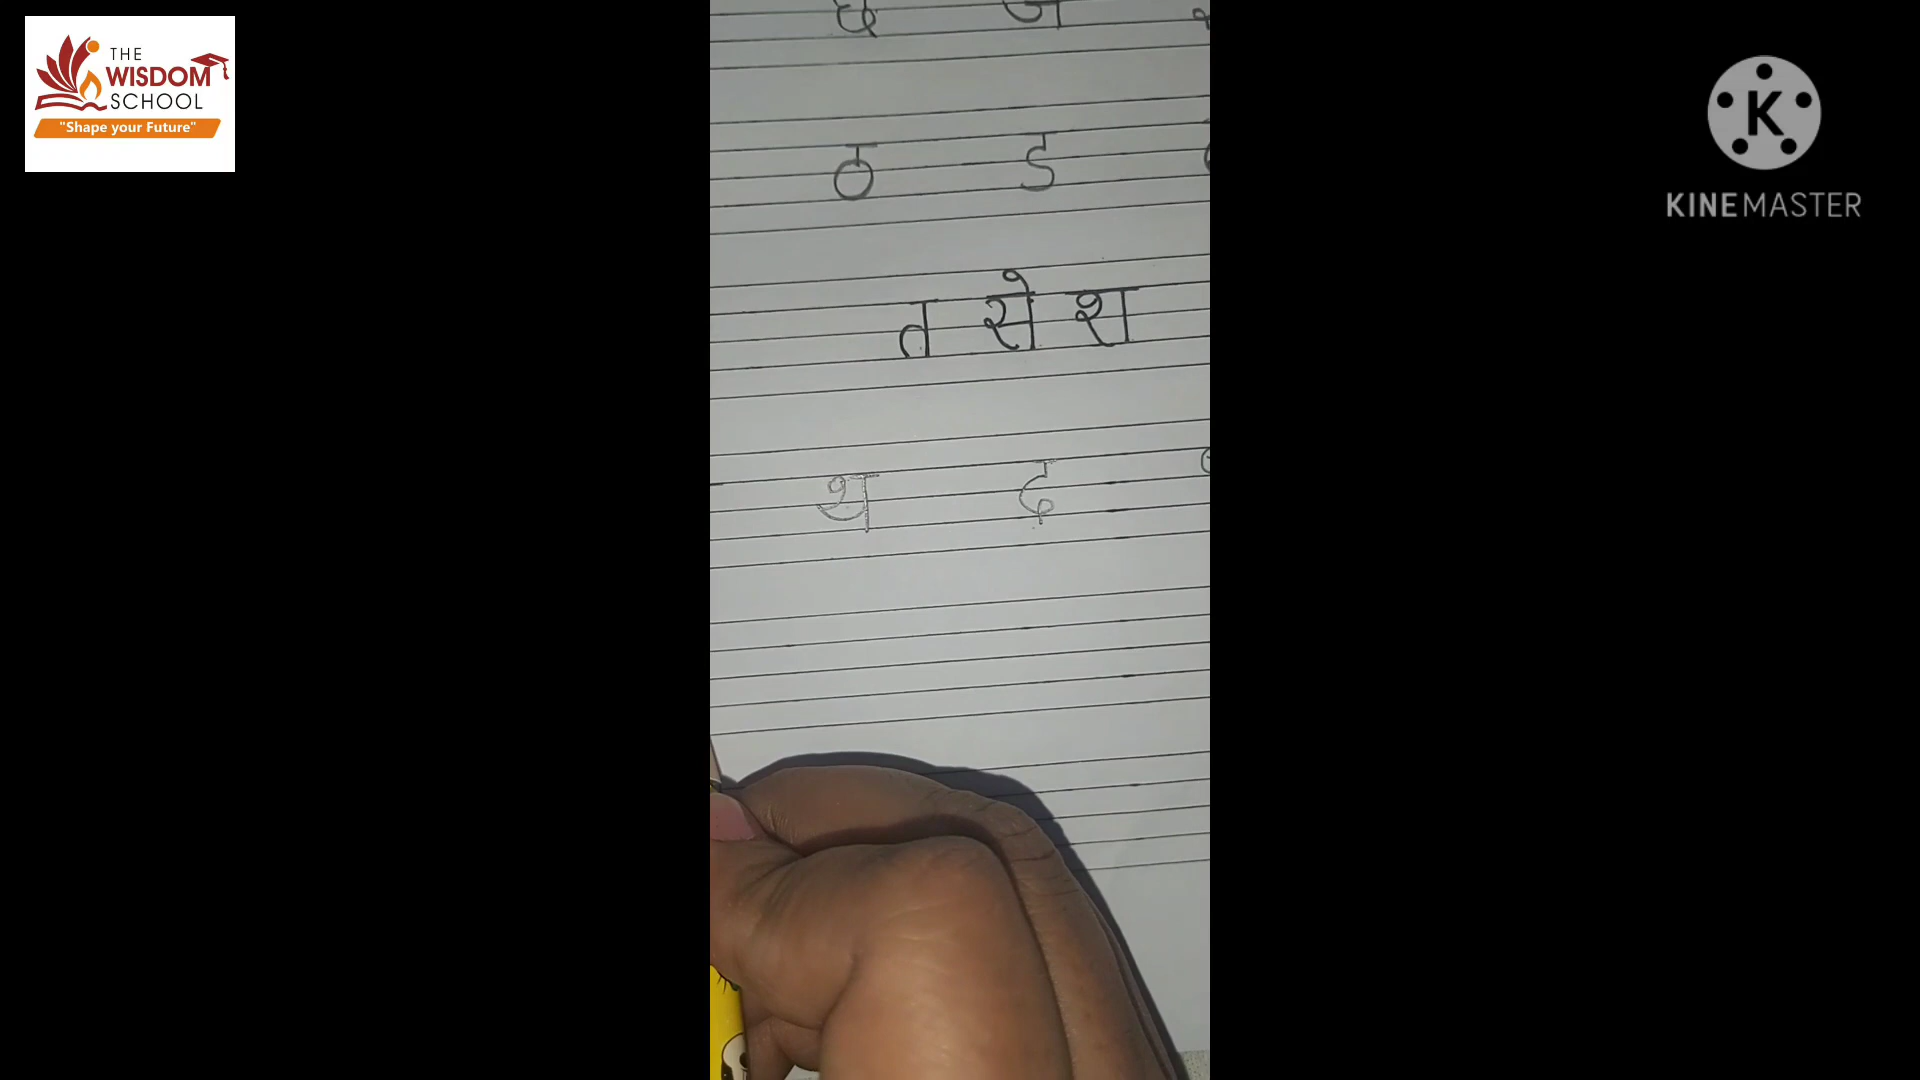 THE
WISDOM
SCHOOL
"Shape your Future"
K
KINEMASTER
छ ज
ठ ड
त से श
थ द